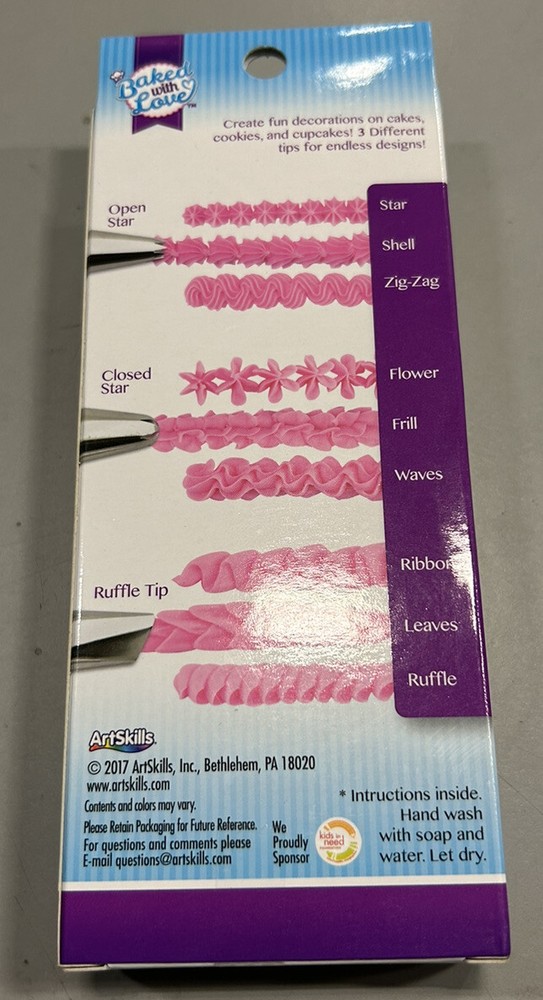 Baked
with
Love™
Create fun decorations on cakes,
cookies, and cupcakes! 3 Different
tips for endless designs!
Open
Star
Star
Shell
Zig-Zag
Closed
Star
Flower
Frill
Waves
Ruffle Tip
Ribbon
Leaves
Ruffle
ArtSkills
© 2017 ArtSkills, Inc., Bethlehem, PA 18020
www.artskills.com
Contents and colors may vary.
Please Retain Packaging for Future Reference.
For questions and comments please
E-mail questions@artskills.com
We
Proudly
Sponsor
kids in
need
* Intructions inside.
Hand wash
with soap and
water. Let dry.